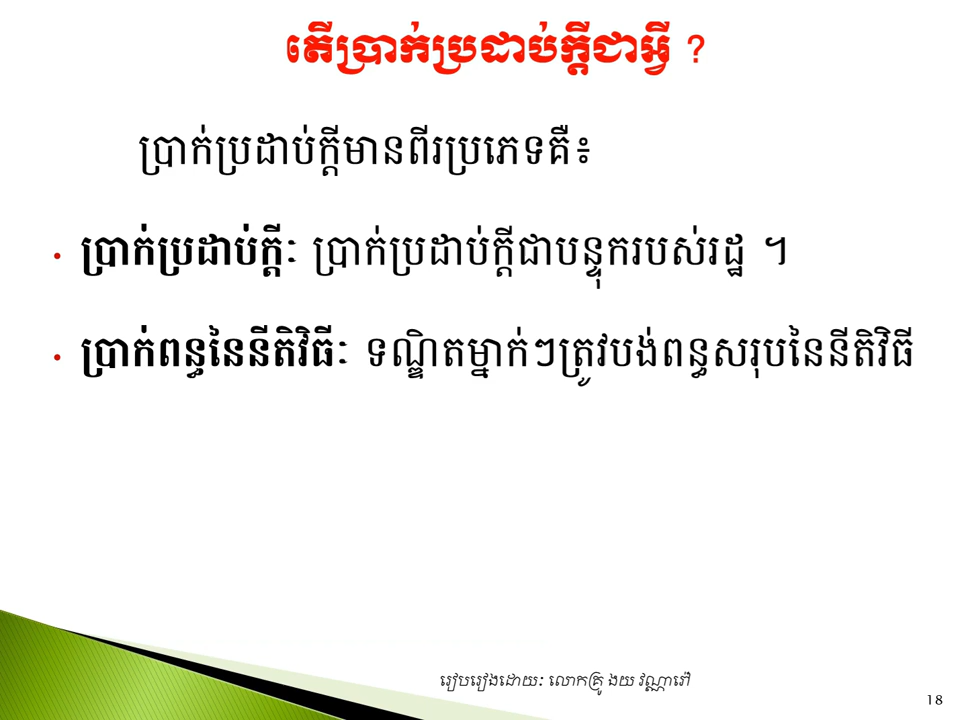 តើប្រាក់ប្រដាប់ក្តីជាអ្វី ?
ប្រាក់ប្រដាប់ក្តីមានពីរប្រភេទគឺ៖
• ប្រាក់ប្រដាប់ក្តីៈ ប្រាក់ប្រដាប់ក្តីជាបន្ទុករបស់រដ្ឋ ។
• ប្រាក់ពន្ធនៃនីតិវិធីៈ ទណ្ឌិតម្នាក់ៗត្រូវបង់ពន្ធសរុបនៃនីតិវិធី
រៀបរៀងដោយៈ លោកគ្រូ ងយ វណ្ណារៅ
18